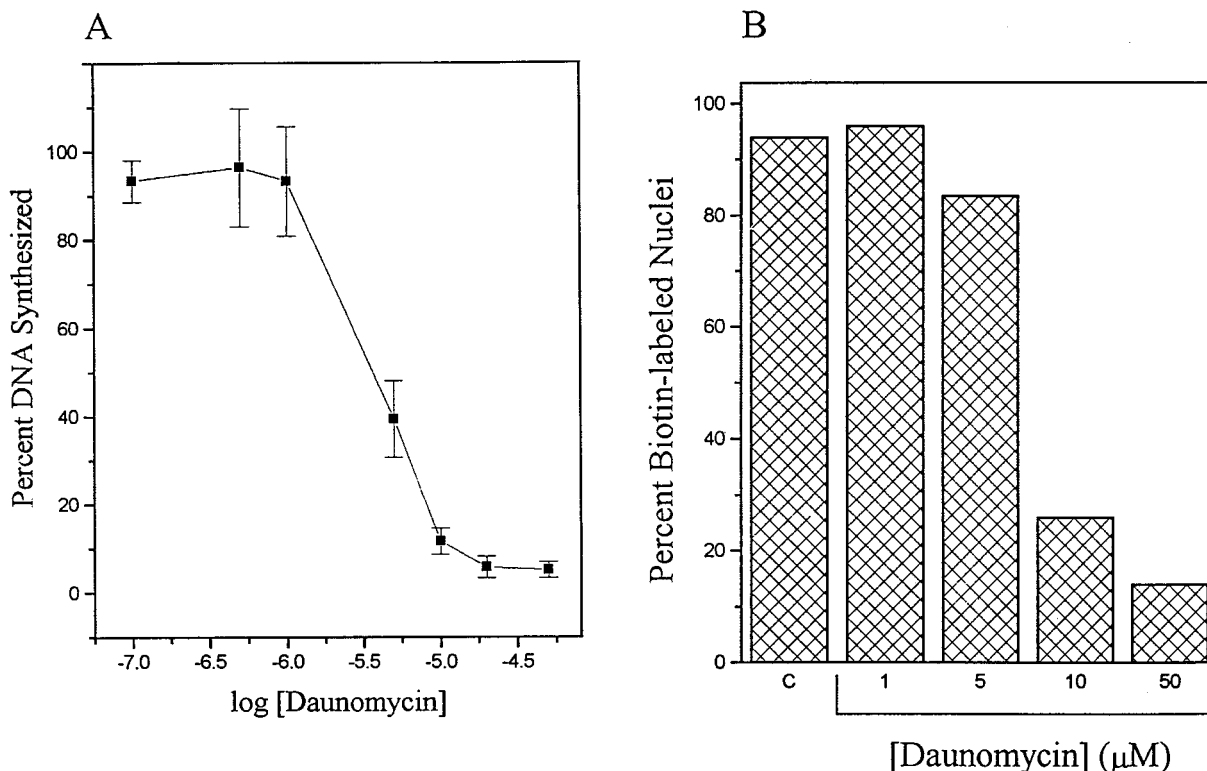 A
Percent DNA Synthesized
100
80
60
40
20
0
-7.0 -6.5 -6.0 -5.5 -5.0 -4.5
log [Daunomycin]
B
Percent Biotin-labeled Nuclei
100
80
60
40
20
0
C 1 5 10 50
[Daunomycin] (μM)